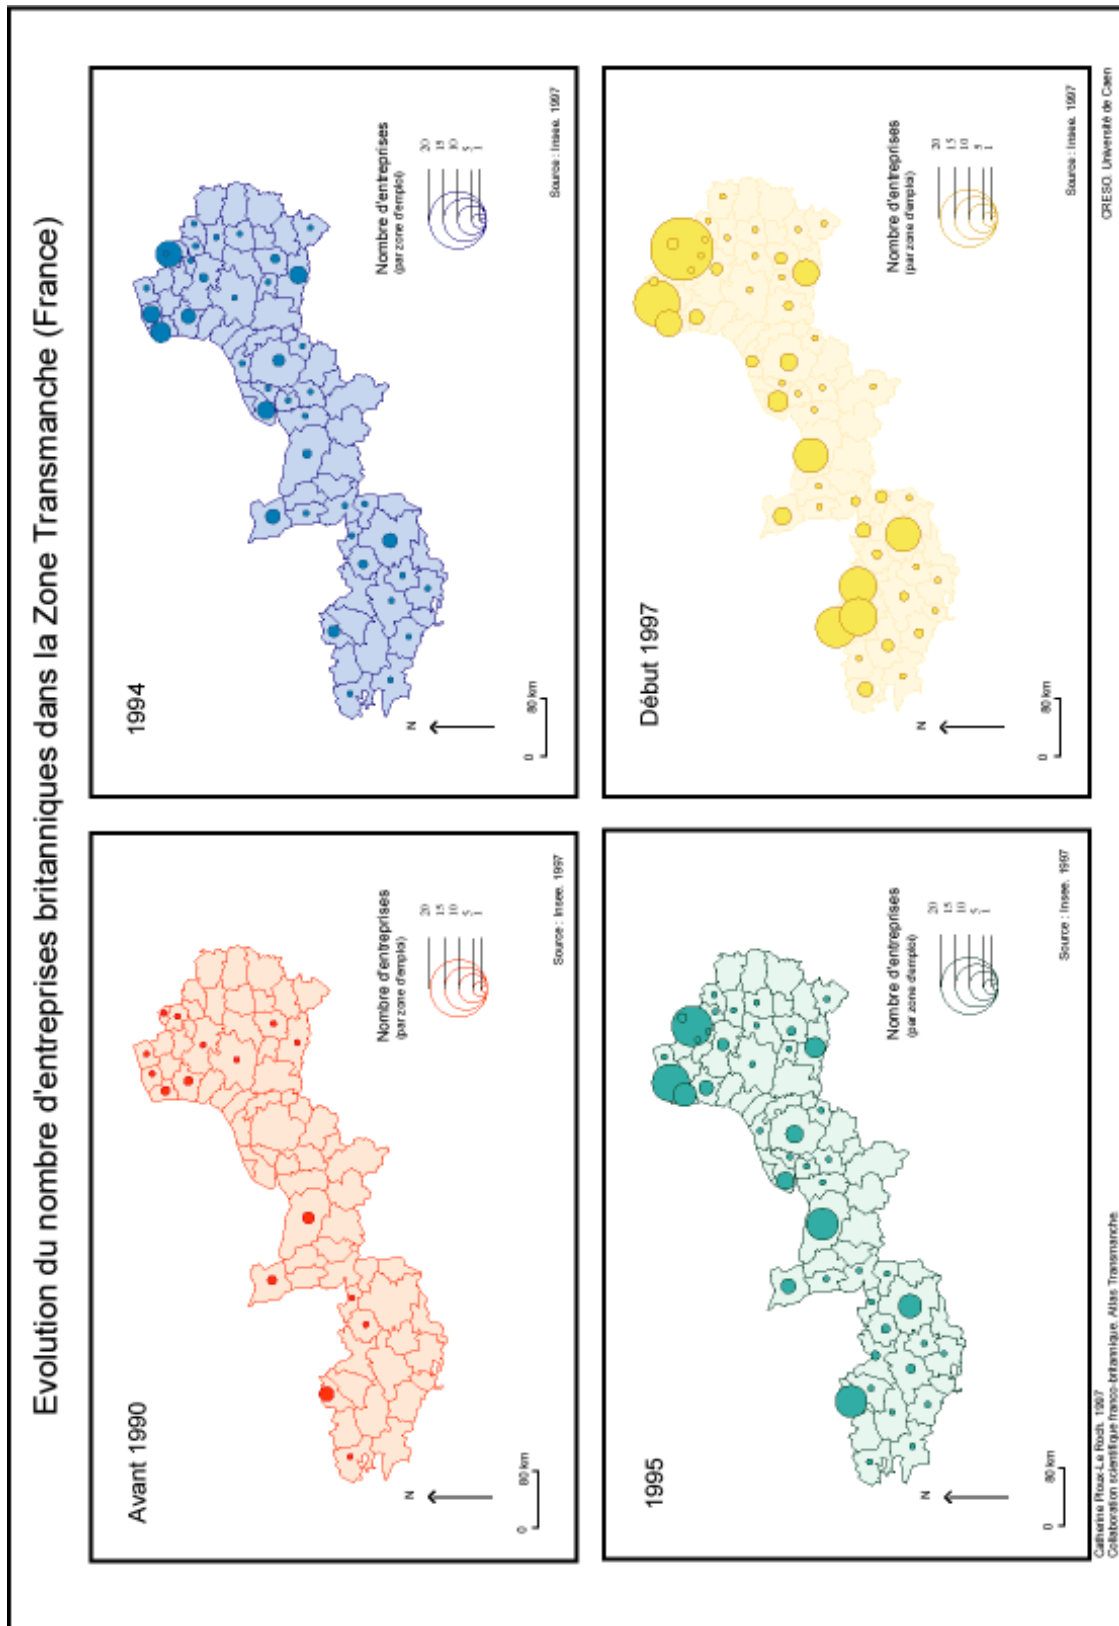 Evolution du nombre d'entreprises britanniques dans la Zone Transmanche (France)
Avant 1990
Nombre d'entreprises
(par zone d'emploi)
20
15
10
5
1
N
0
80 km
Source : Insee. 1997
1994
Nombre d'entreprises
(par zone d'emploi)
20
15
10
5
1
N
0
80 km
Source : Insee. 1997
1995
Nombre d'entreprises
(par zone d'emploi)
20
15
10
5
1
N
0
80 km
Source : Insee. 1997
Début 1997
Nombre d'entreprises
(par zone d'emploi)
20
15
10
5
1
N
0
80 km
Source : Insee. 1997
Catherine Ploux-Le Roch. 1997
Collaboration scientifique franco-britannique. Atlas Transmanche
CRESO. Université de Caen